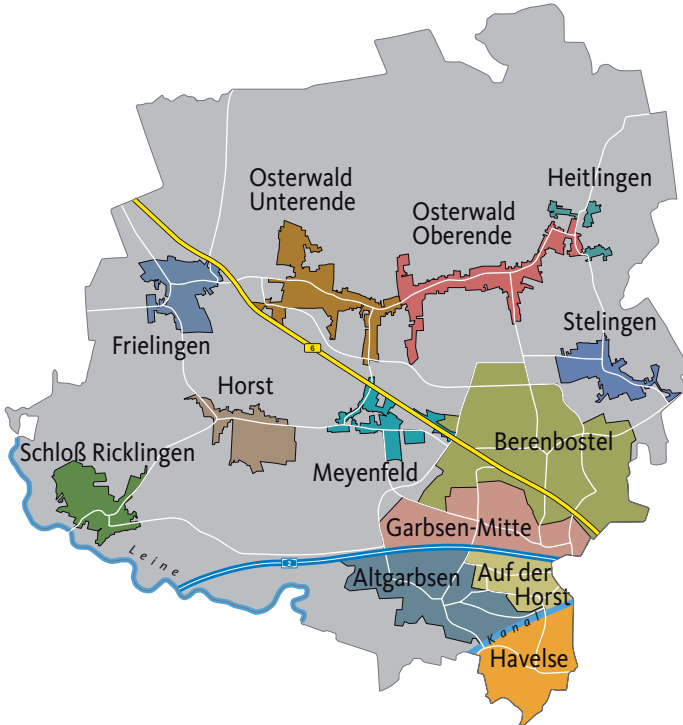 Osterwald
Unterende
Heitlingen
Osterwald
Oberende
Stelingen
Frielingen
6
Horst
Schloß Ricklingen
Meyenfeld
Berenbostel
Garbsen-Mitte
Leine
2
Altgarbsen
Auf der
Horst
Kanal
Havelse